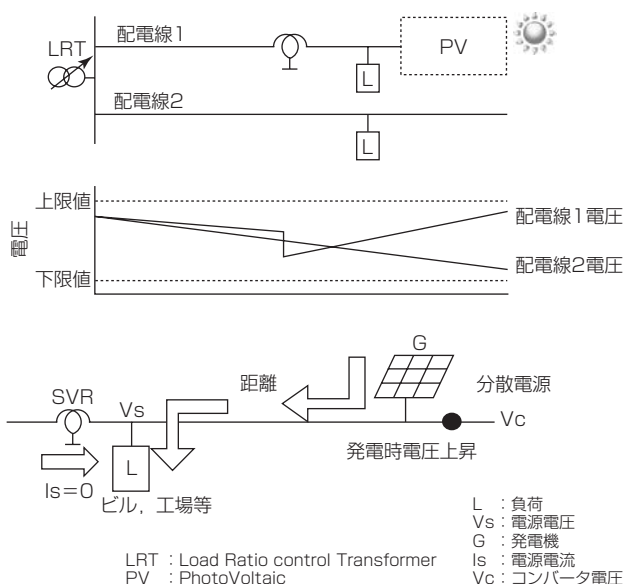 配電線1
LRT
PV
L
配電線2
L
電圧
上限値
下限値
配電線1電圧
配電線2電圧
G
距離
分散電源
SVR
Vs
Vc
発電時電圧上昇
L
Is=0
ビル，工場等
L ：負荷
Vs：電源電圧
G ：発電機
LRT ：Load Ratio control Transformer
Is ：電源電流
PV ：PhotoVoltaic
Vc：コンバータ電圧